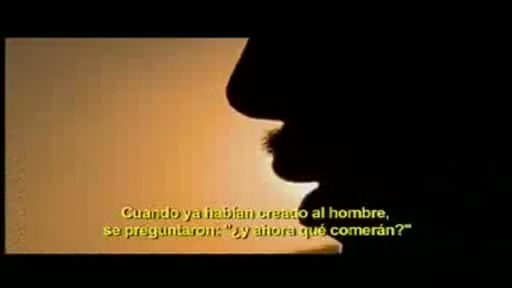 Cuando ya habían creado al hombre,
se preguntaron: "¿y ahora qué comerán?"